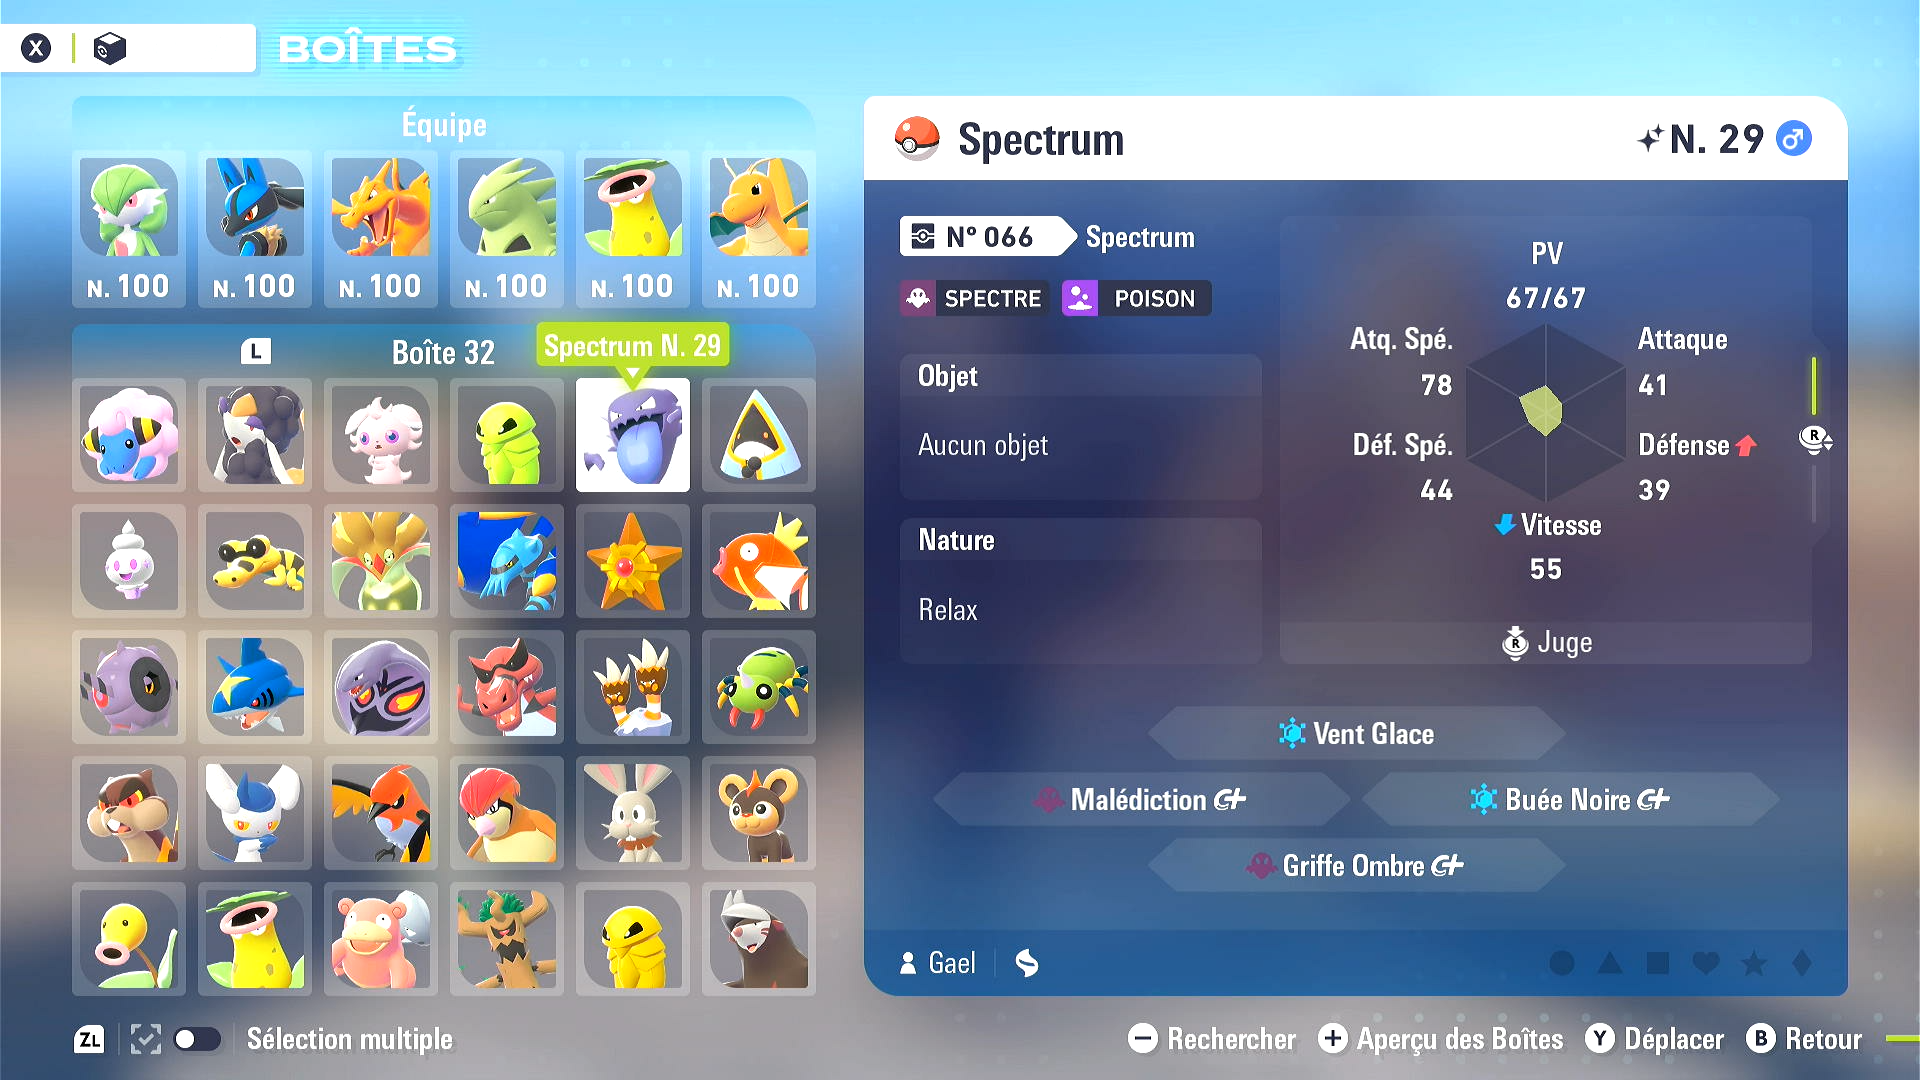 X
BOÎTES
Équipe
N. 100
N. 100
N. 100
N. 100
N. 100
N. 100
L
Boîte 32
Spectrum N. 29
Spectrum
N. 29
N° 066
Spectrum
SPECTRE
POISON
Objet
Aucun objet
Nature
Relax
PV
67/67
Atq. Spé.
78
Attaque
41
Déf. Spé.
44
Défense
39
Vitesse
55
R
R
Juge
Vent Glace
Malédiction
Buée Noire
Griffe Ombre
Gael
ZL
Sélection multiple
Rechercher
Aperçu des Boîtes
Y
Déplacer
B
Retour